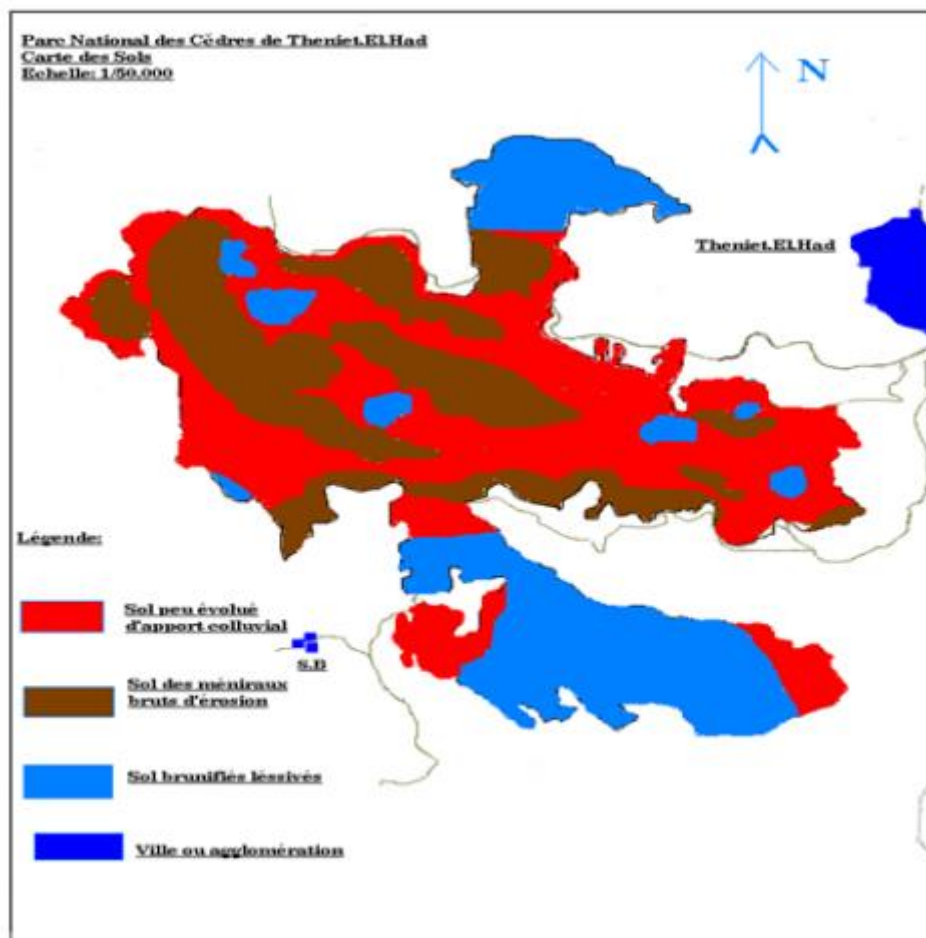 Parc National des Cèdres de Theniet.El.Had
Carte des Sols
Echelle: 1/50.000
N
Theniet.El.Had
Légende:
Sol peu évolué
d'apport colluvial
S.B
Sol des méniraux
bruts d'érosion
Sol brunifiés léssivés
Ville ou agglomération